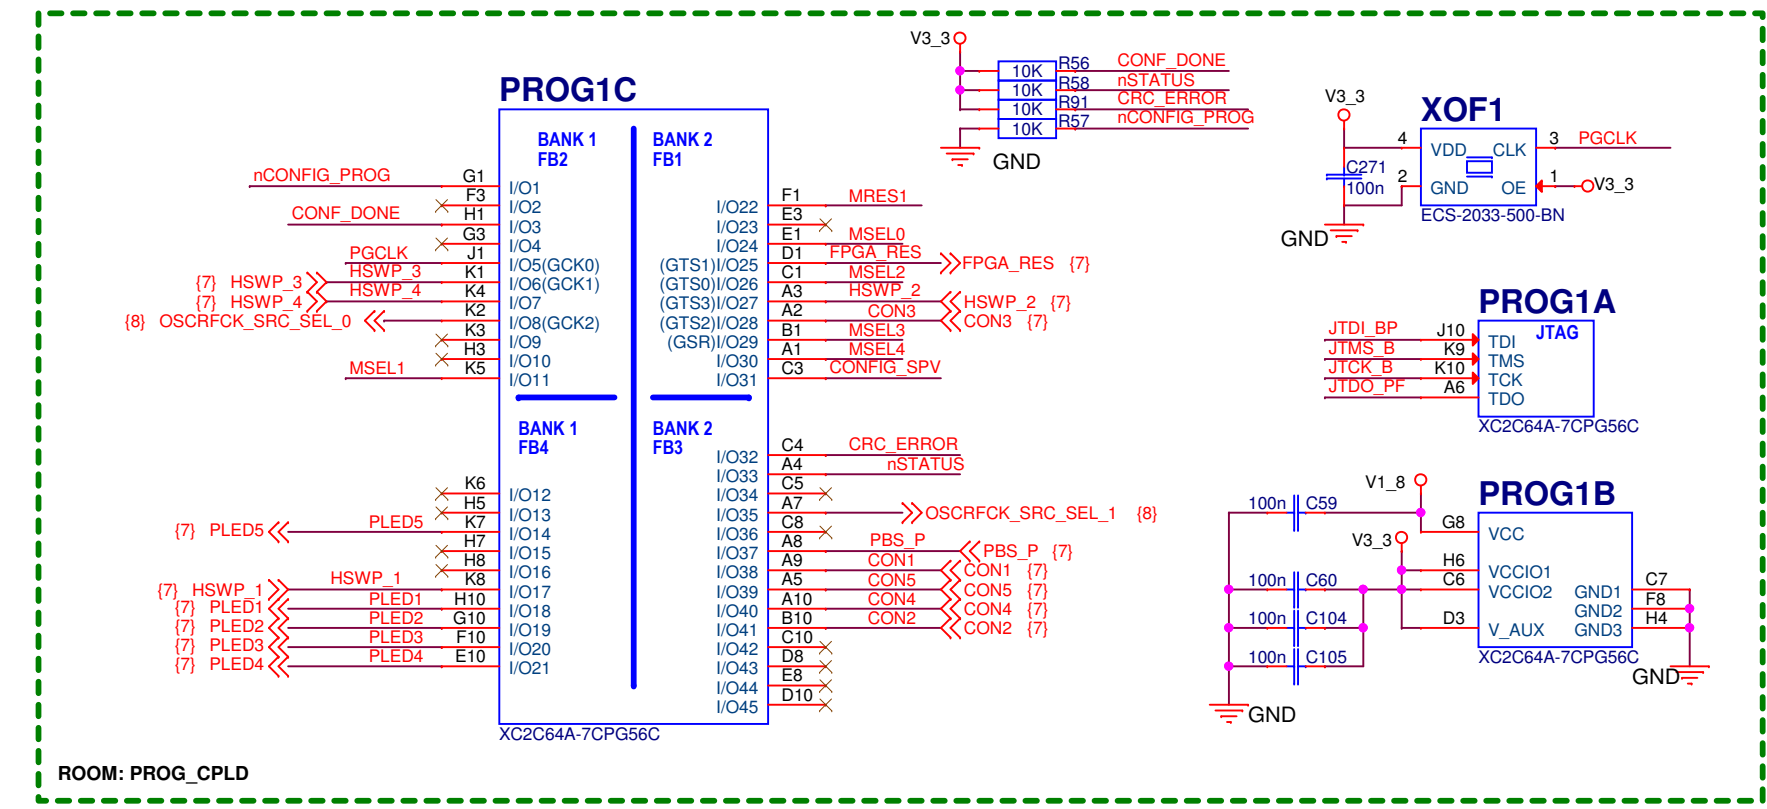 PROG1C
BANK 1 FB2
BANK 2 FB1
nCONFIG_PROG G1 I/O1
F3 I/O2
CONF_DONE H1 I/O3
G3 I/O4
PGCLK J1 I/O5(GCK0)
{7} HSWP_3 HSWP_3 K1 I/O6(GCK1)
{7} HSWP_4 HSWP_4 K4 I/O7
{8} OSCRFCK_SRC_SEL_0 K2 I/O8(GCK2)
K3 I/O9
H3 I/O10
MSEL1 K5 I/O11
I/O22 F1 MRES1
I/O23 E3
I/O24 E1 MSEL0
(GTS1)I/O25 D1 FPGA_RES FPGA_RES {7}
(GTS0)I/O26 C1 MSEL2
(GTS3)I/O27 A3 HSWP_2 HSWP_2 {7}
(GTS2)I/O28 A2 CON3 CON3 {7}
(GSR)I/O29 B1 MSEL3
I/O30 A1 MSEL4
I/O31 C3 CONFIG_SPV
BANK 1 FB4
BANK 2 FB3
K6 I/O12
H5 I/O13
{7} PLED5 PLED5 K7 I/O14
H7 I/O15
H8 I/O16
{7} HSWP_1 HSWP_1 K8 I/O17
{7} PLED1 PLED1 H10 I/O18
{7} PLED2 PLED2 G10 I/O19
{7} PLED3 PLED3 F10 I/O20
{7} PLED4 PLED4 E10 I/O21
I/O32 C4 CRC_ERROR
I/O33 A4 nSTATUS
I/O34 C5
I/O35 A7 OSCRFCK_SRC_SEL_1 {8}
I/O36 C8
I/O37 A8 PBS_P PBS_P {7}
I/O38 A9 CON1 CON1 {7}
I/O39 A5 CON5 CON5 {7}
I/O40 A10 CON4 CON4 {7}
I/O41 B10 CON2 CON2 {7}
I/O42 C10
I/O43 D8
I/O44 E8
I/O45 D10
XC2C64A-7CPG56C
V3_3
10K R56 CONF_DONE
10K R58 nSTATUS
10K R91 CRC_ERROR
10K R57 nCONFIG_PROG
GND
XOF1
V3_3
4 VDD CLK 3 PGCLK
C271
100n
2 GND OE 1 V3_3
ECS-2033-500-BN
GND
PROG1A
JTAG
JTDI_BP J10 TDI
JTMS_B K9 TMS
JTCK_B K10 TCK
JTDO_PF A6 TDO
XC2C64A-7CPG56C
PROG1B
V1_8
100n C59
G8 VCC
V3_3
H6 VCCIO1
100n C60
C6 VCCIO2
GND1 C7
GND2 F8
GND3 H4
100n C104
D3 V_AUX
100n C105
XC2C64A-7CPG56C
GND
GND
ROOM: PROG_CPLD